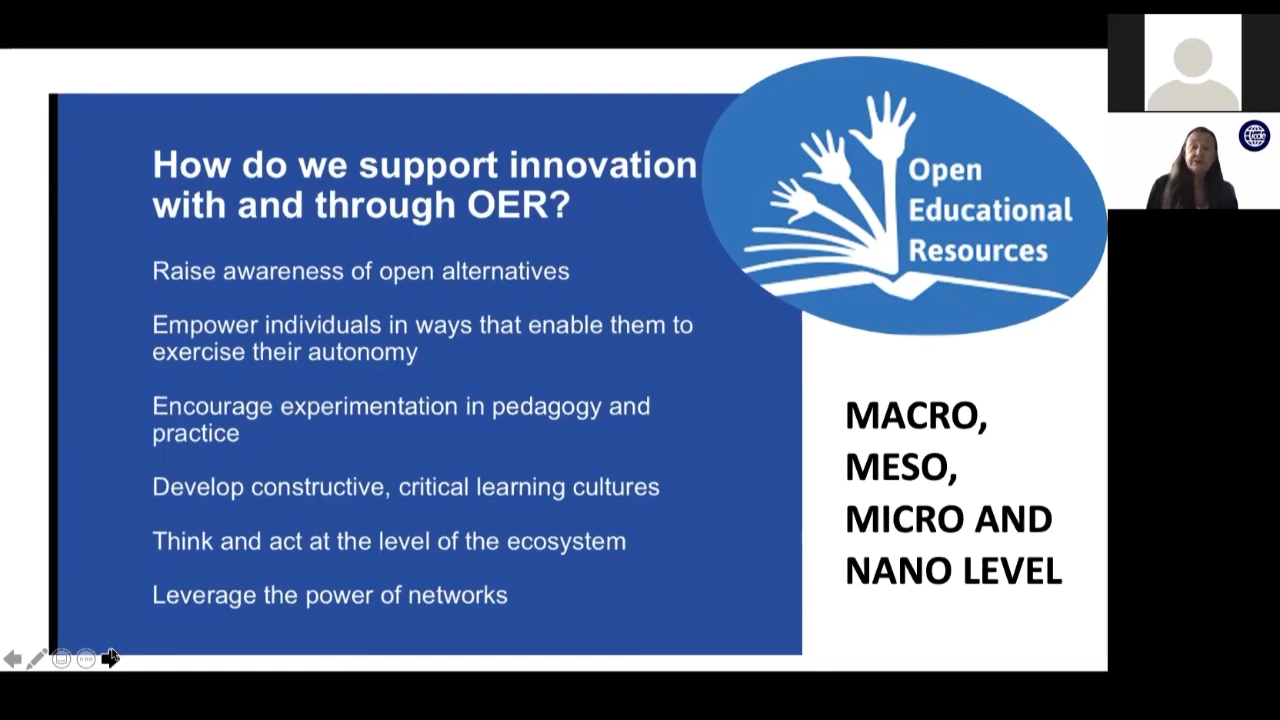 How do we support innovation
with and through OER?
Raise awareness of open alternatives
Empower individuals in ways that enable them to
exercise their autonomy
Encourage experimentation in pedagogy and
practice
Develop constructive, critical learning cultures
Think and act at the level of the ecosystem
Leverage the power of networks
Open
Educational
Resources
MACRO,
MESO,
MICRO AND
NANO LEVEL